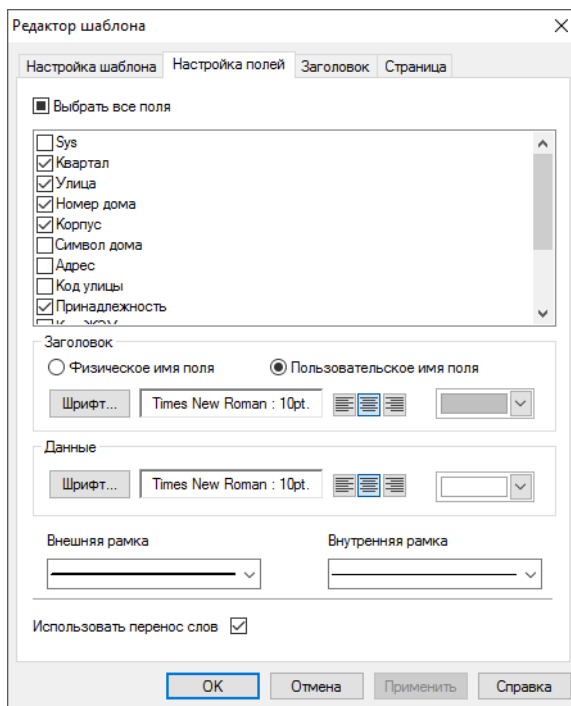 Редактор шаблона
Настройка шаблона Настройка полей Заголовок Страница
Выбрать все поля
Sys
Квартал
Улица
Номер дома
Корпус
Символ дома
Адрес
Код улицы
Принадлежность
Заголовок
Физическое имя поля Пользовательское имя поля
Шрифт... Times New Roman : 10pt.
Данные
Шрифт... Times New Roman : 10pt.
Внешняя рамка Внутренняя рамка
Использовать перенос слов
OK Отмена Применить Справка